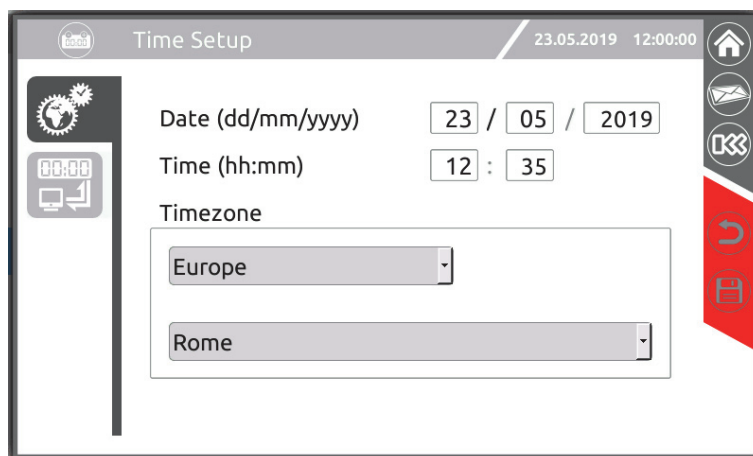 Time Setup 23.05.2019 12:00:00
Date (dd/mm/yyyy) 23 / 05 / 2019
Time (hh:mm) 12 : 35
00:00
Timezone
Europe
Rome